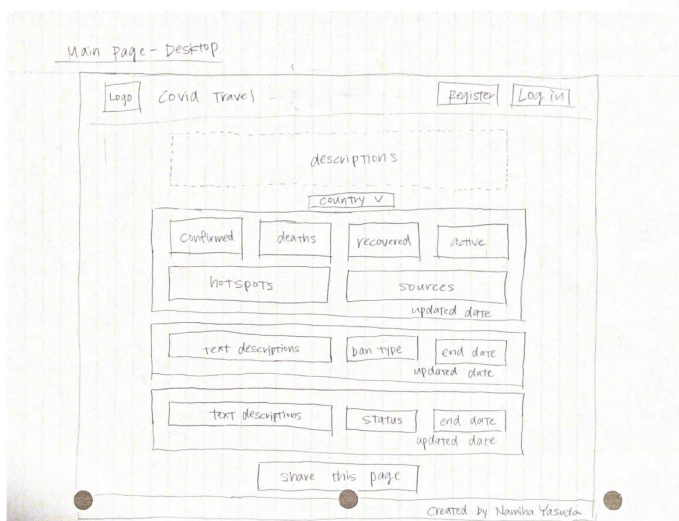 Main page - Desktop
Logo Covid Travel Register Log in
descriptions
country v
confirmed deaths recovered active
hotspots sources
updated date
text descriptions ban type end date
updated date
text descriptions status end date
updated date
share this page
Created by Namiha Yasuda